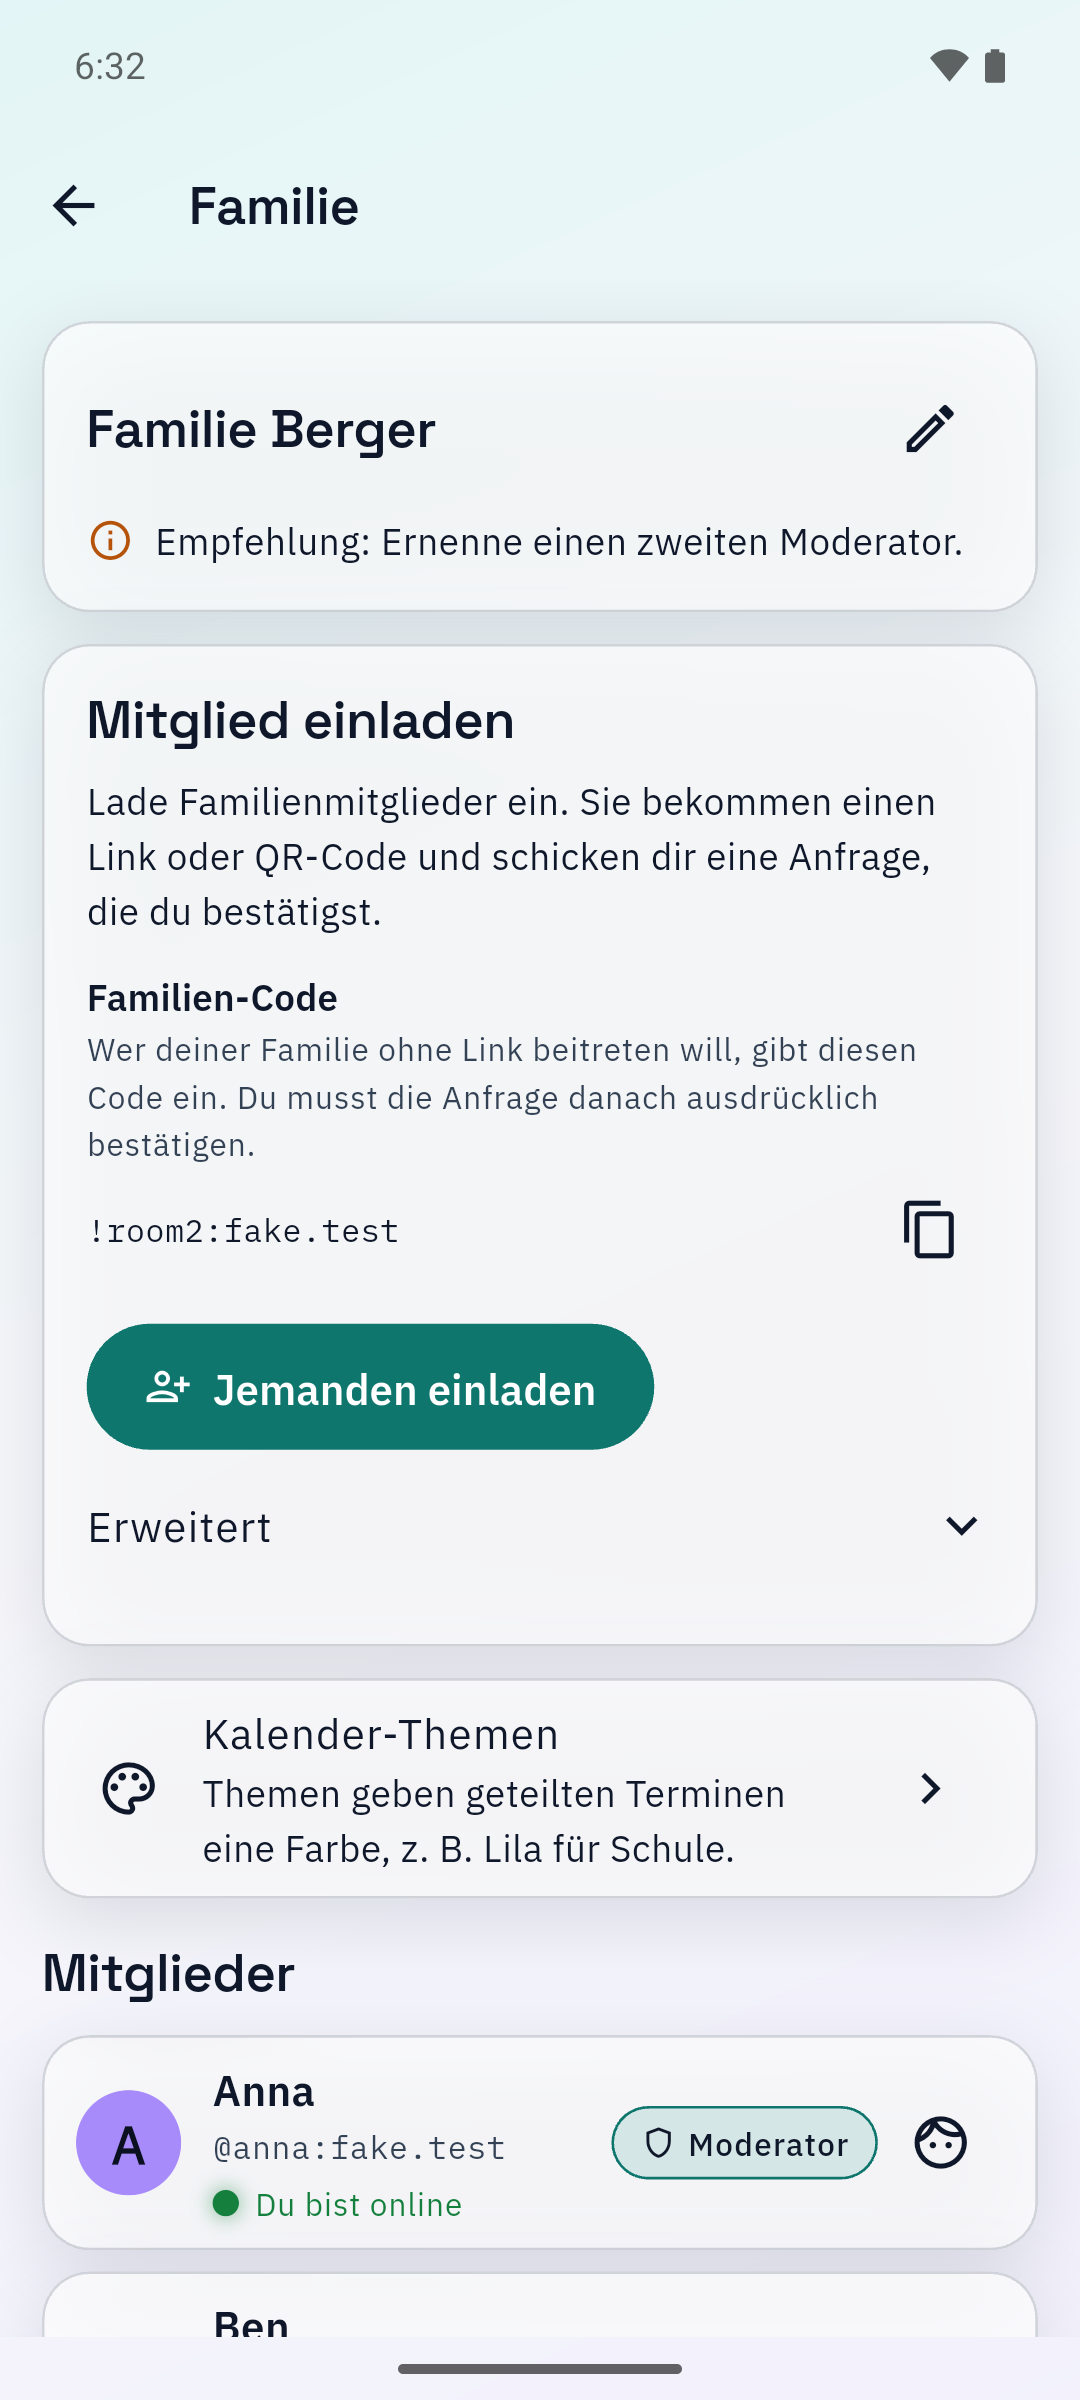 6:32
Familie
Familie Berger
Empfehlung: Ernenne einen zweiten Moderator.
Mitglied einladen
Lade Familienmitglieder ein. Sie bekommen einen
Link oder QR-Code und schicken dir eine Anfrage,
die du bestätigst.
Familien-Code
Wer deiner Familie ohne Link beitreten will, gibt diesen
Code ein. Du musst die Anfrage danach ausdrücklich
bestätigen.
!room2:fake.test
Jemanden einladen
Erweitert
Kalender-Themen
Themen geben geteilten Terminen
eine Farbe, z. B. Lila für Schule.
Mitglieder
A
Anna
@anna:fake.test
Du bist online
Moderator
Ben